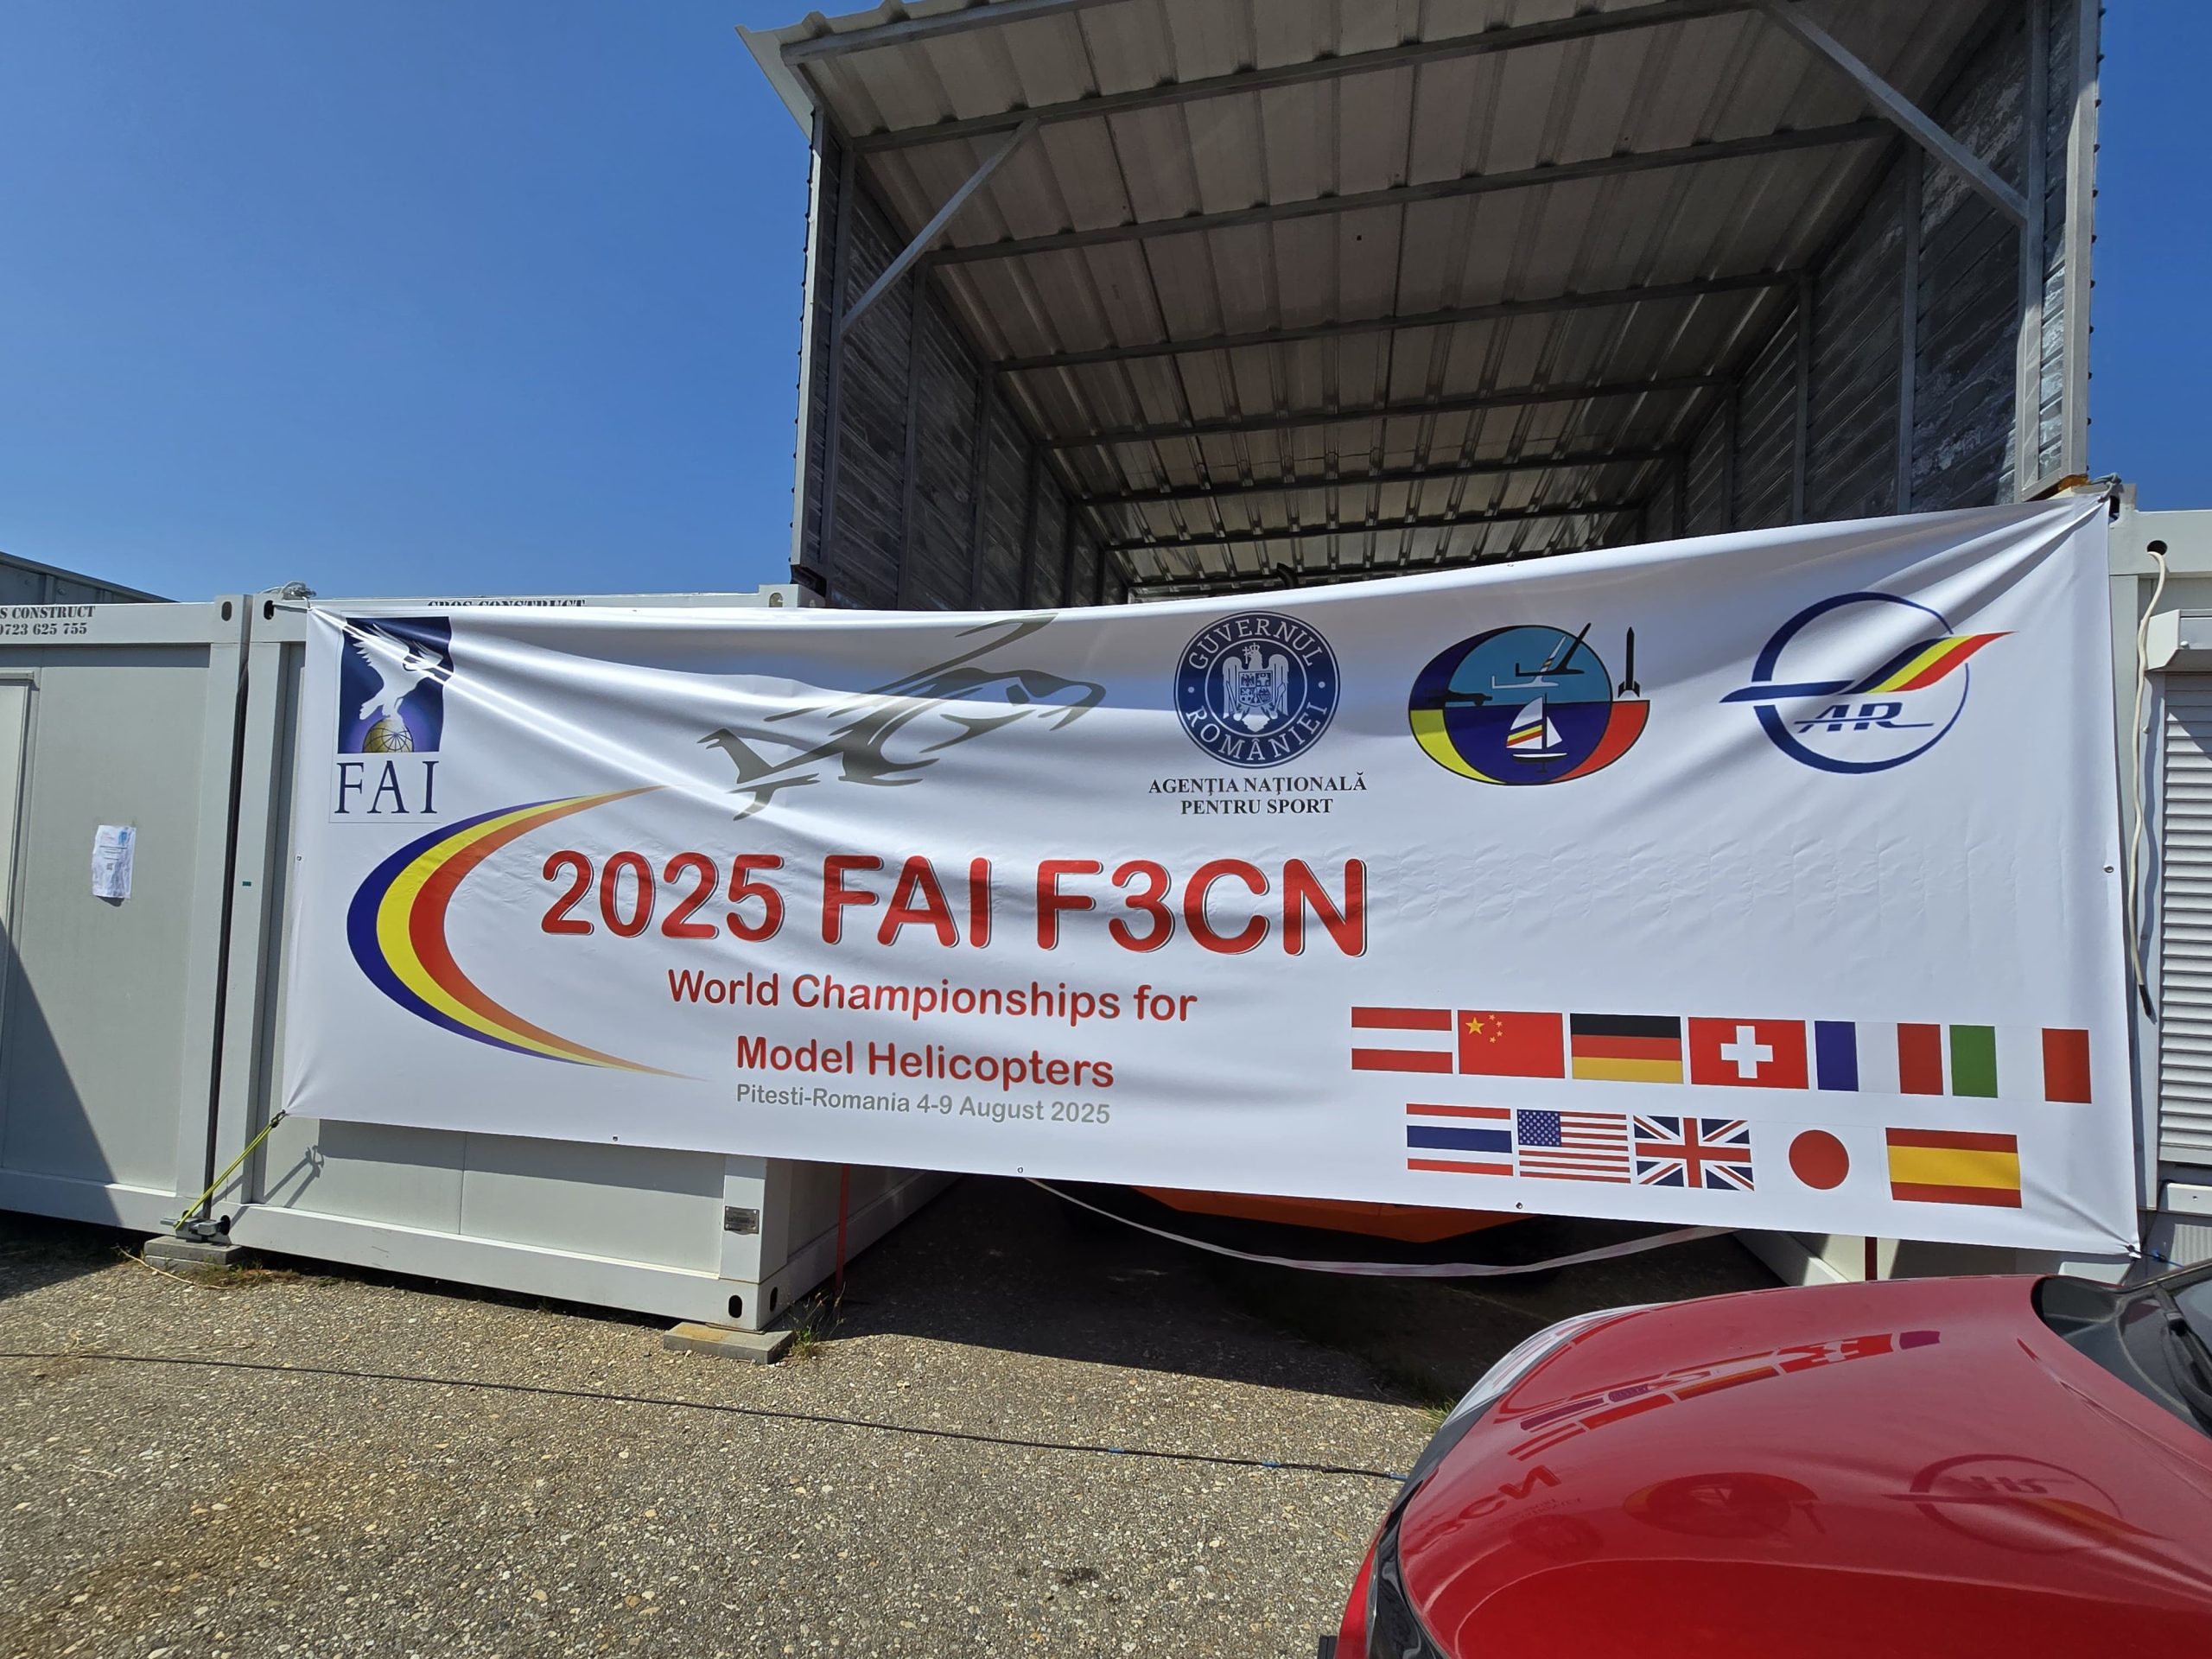 S CONSTRUCT
0723 625 755
FAI
GUVERNUL
ROMÂNIEI
AGENȚIA NAȚIONALĂ
PENTRU SPORT
AR
2025 FAI F3CN
World Championships for
Model Helicopters
Pitesti-Romania 4-9 August 2025